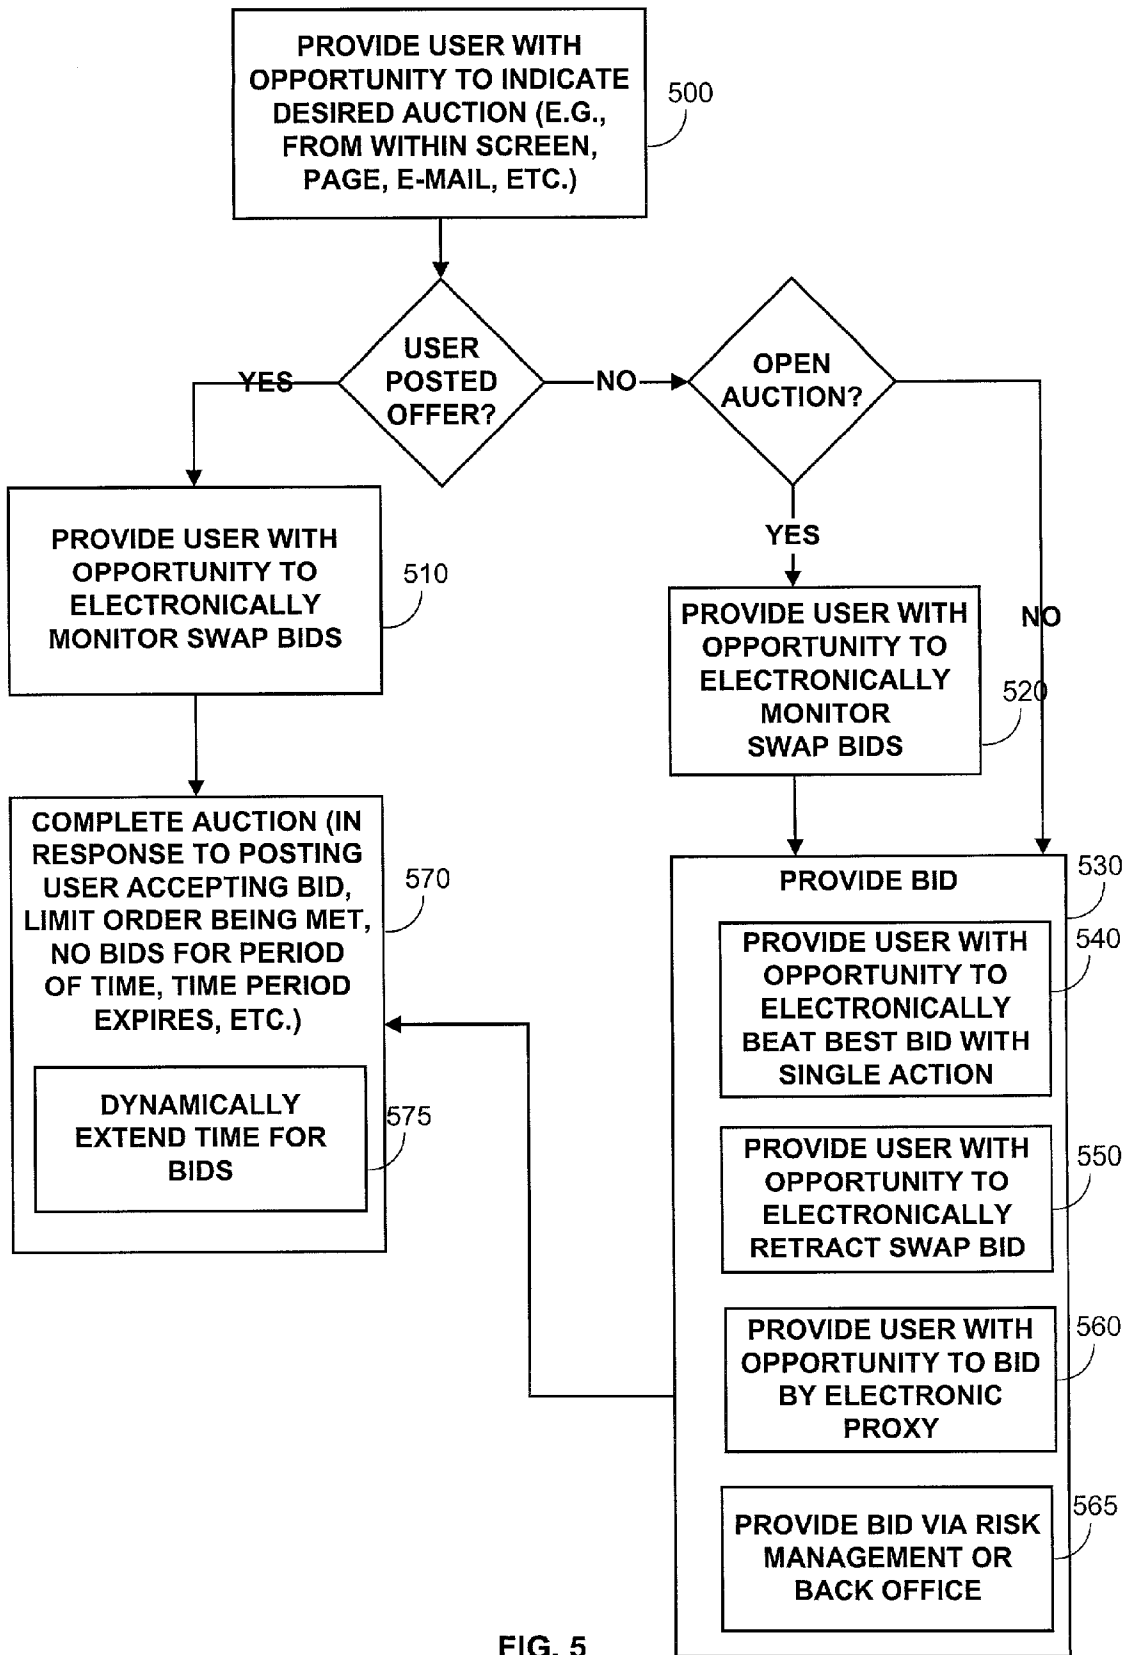 PROVIDE USER WITH
OPPORTUNITY TO INDICATE
DESIRED AUCTION (E.G.,
FROM WITHIN SCREEN,
PAGE, E-MAIL, ETC.)
500
USER
POSTED
OFFER?
YES
NO
OPEN
AUCTION?
YES
NO
PROVIDE USER WITH
OPPORTUNITY TO
ELECTRONICALLY
MONITOR SWAP BIDS
510
PROVIDE USER WITH
OPPORTUNITY TO
ELECTRONICALLY
MONITOR
SWAP BIDS
520
COMPLETE AUCTION (IN
RESPONSE TO POSTING
USER ACCEPTING BID,
LIMIT ORDER BEING MET,
NO BIDS FOR PERIOD
OF TIME, TIME PERIOD
EXPIRES, ETC.)
570
DYNAMICALLY
EXTEND TIME FOR
BIDS
575
PROVIDE BID
530
PROVIDE USER WITH
OPPORTUNITY TO
ELECTRONICALLY
BEAT BEST BID WITH
SINGLE ACTION
540
PROVIDE USER WITH
OPPORTUNITY TO
ELECTRONICALLY
RETRACT SWAP BID
550
PROVIDE USER WITH
OPPORTUNITY TO BID
BY ELECTRONIC
PROXY
560
PROVIDE BID VIA RISK
MANAGEMENT OR
BACK OFFICE
565
FIG. 5